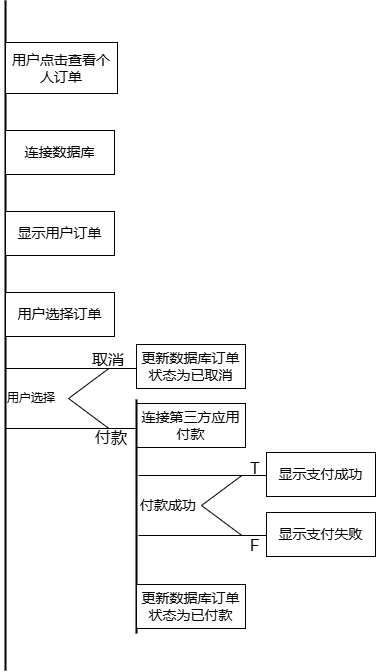 用户点击查看个
人订单
连接数据库
显示用户订单
用户选择订单
取消
更新数据库订单
状态为已取消
用户选择
付款
连接第三方应用
付款
T
显示支付成功
付款成功
F
显示支付失败
更新数据库订单
状态为已付款